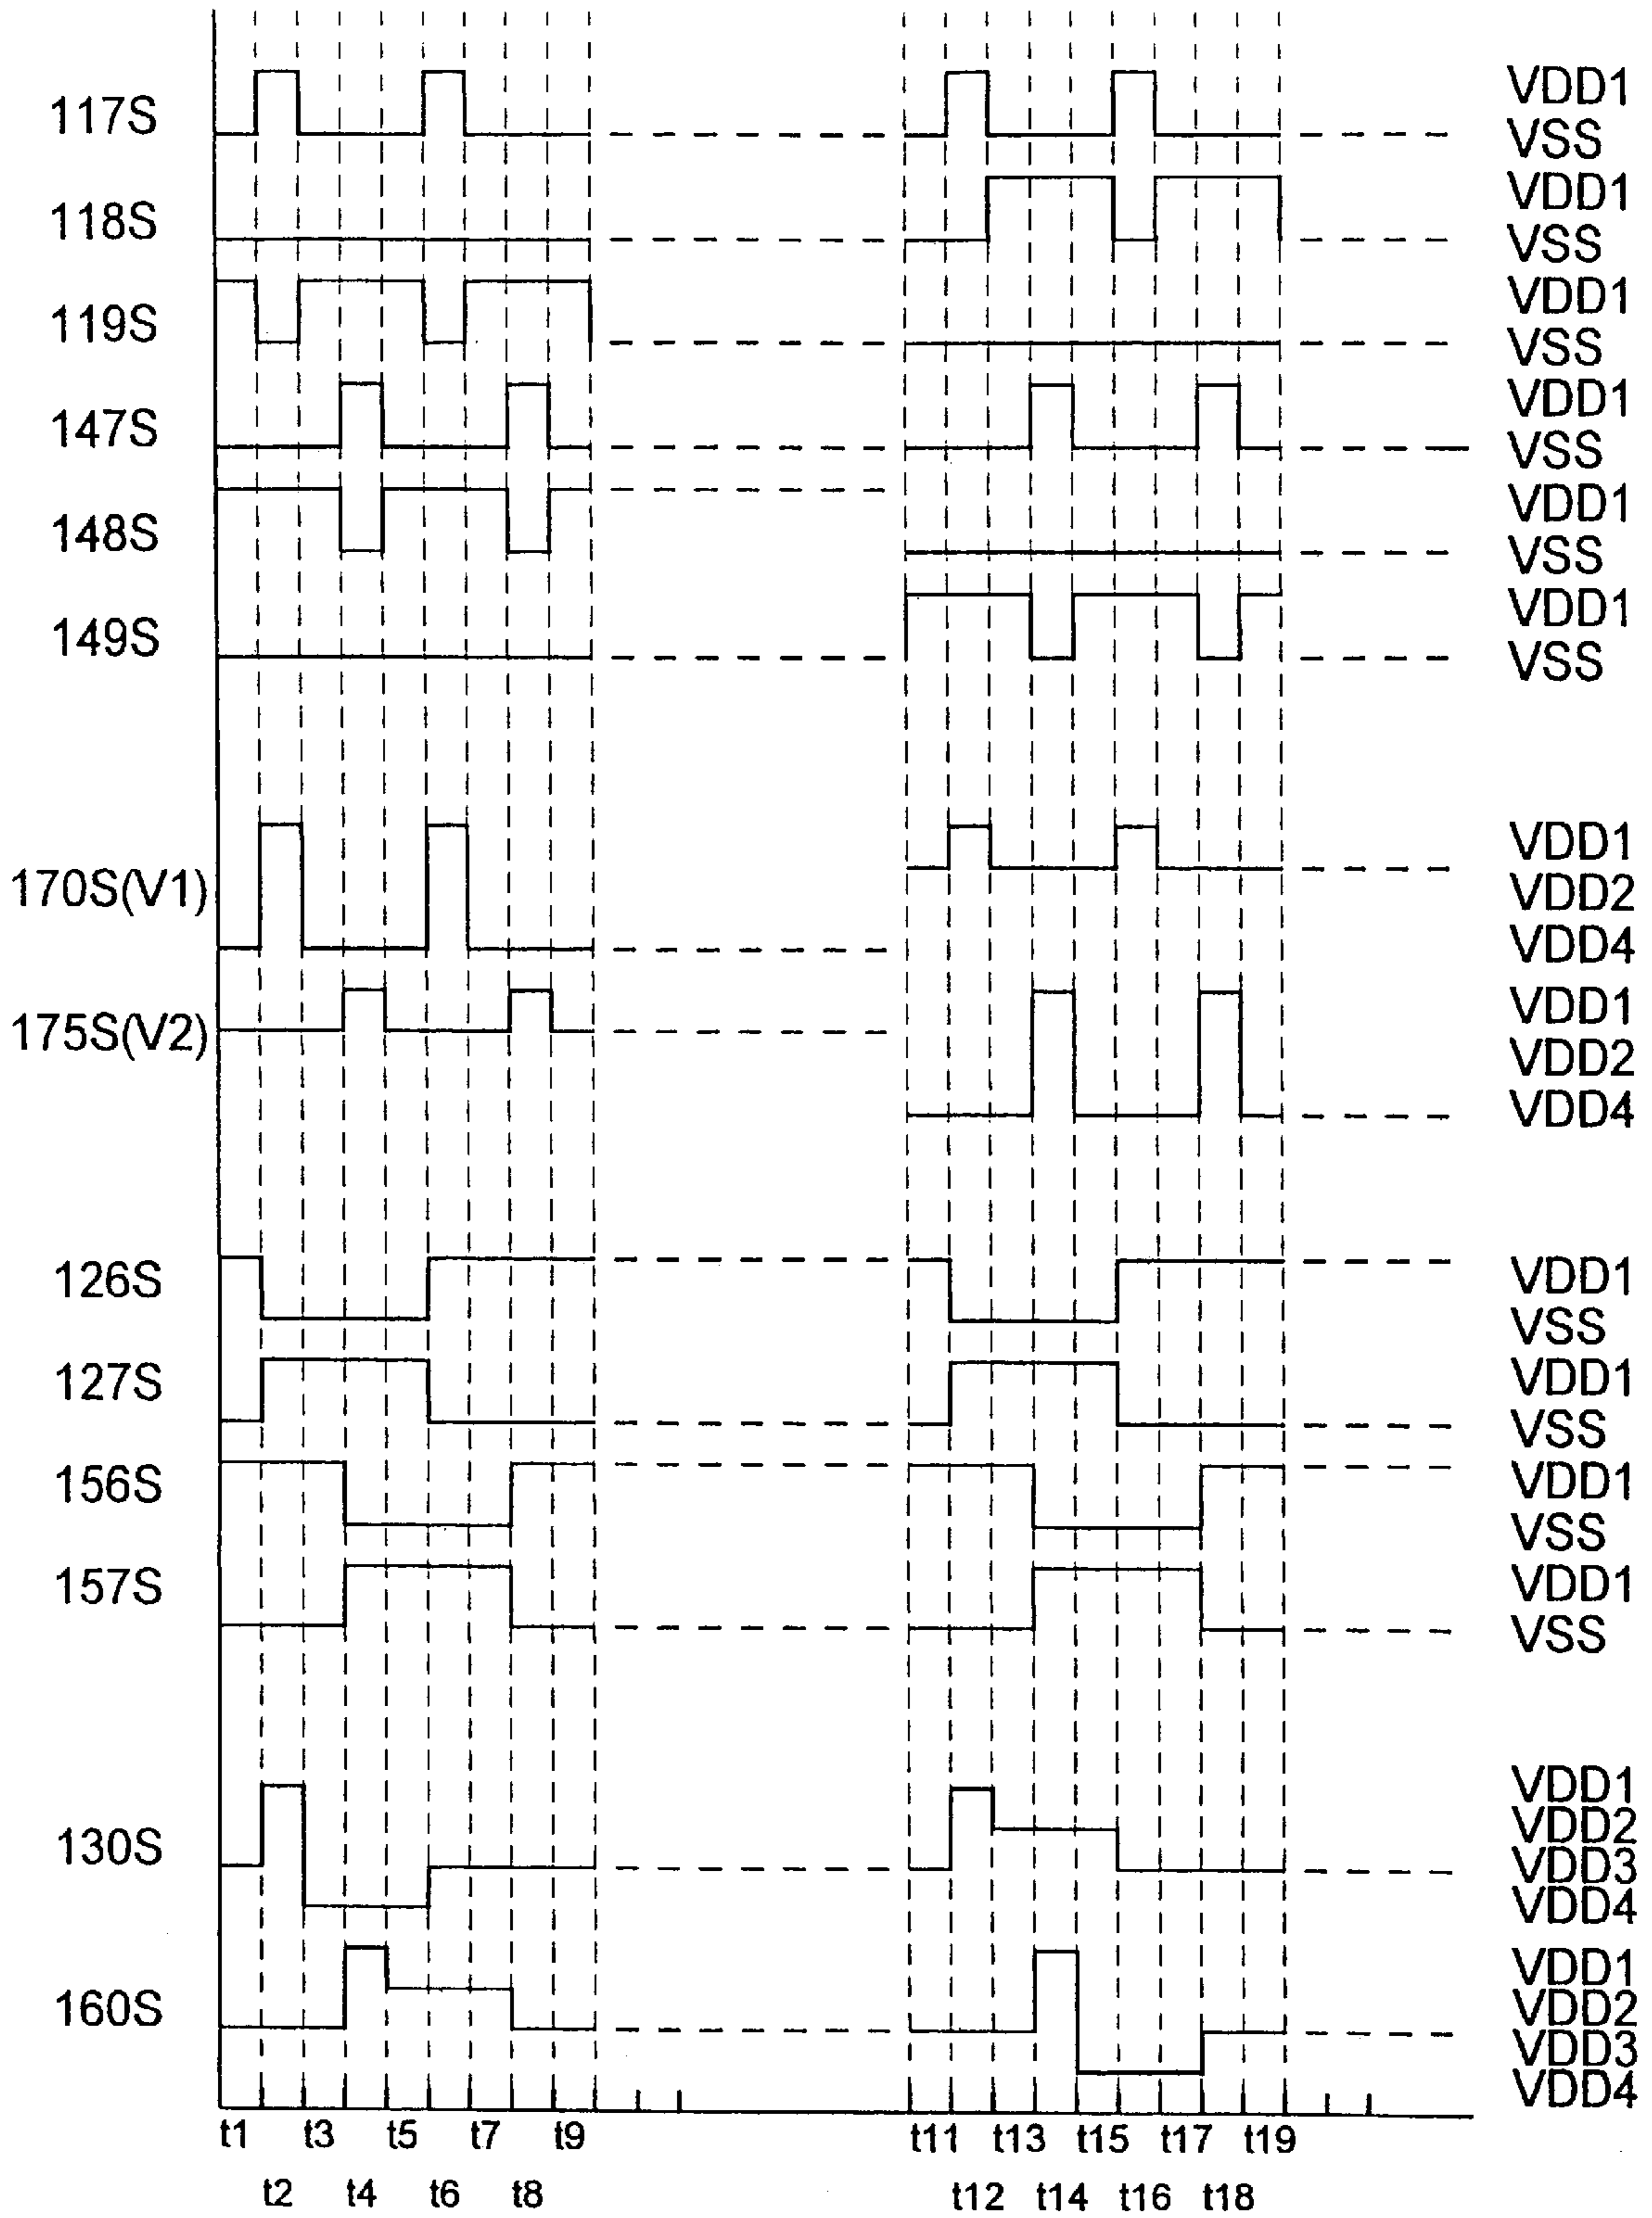 117S VDD1
VSS
118S VDD1
VSS
119S VDD1
VSS
147S VDD1
VSS
148S VDD1
VSS
149S VDD1
VSS
170S(V1) VDD1
VDD2
VDD4
175S(V2) VDD1
VDD2
VDD4
126S VDD1
VSS
127S VDD1
VSS
156S VDD1
VSS
157S VDD1
VSS
130S VDD1
VDD2
VDD3
VDD4
160S VDD1
VDD2
VDD3
VDD4
t1 t3 t5 t7 t9 t11 t13 t15 t17 t19
t2 t4 t6 t8 t12 t14 t16 t18